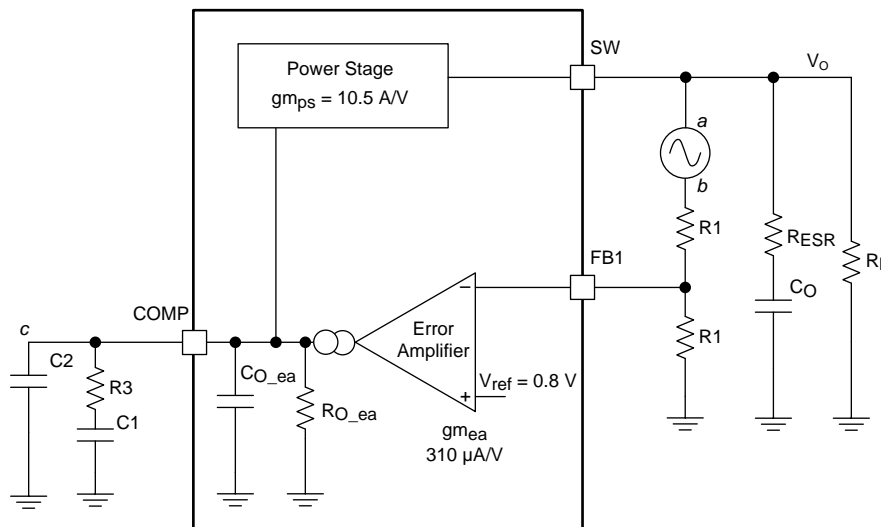 SW
Power Stage
gmps = 10.5 A/V
VO
a
b
R1
RESR
FB1
CO
COMP
c
Error
Amplifier
C2
R3
CO_ea
Vref = 0.8 V
R1
C1
RO_ea
gmea
310 µA/V